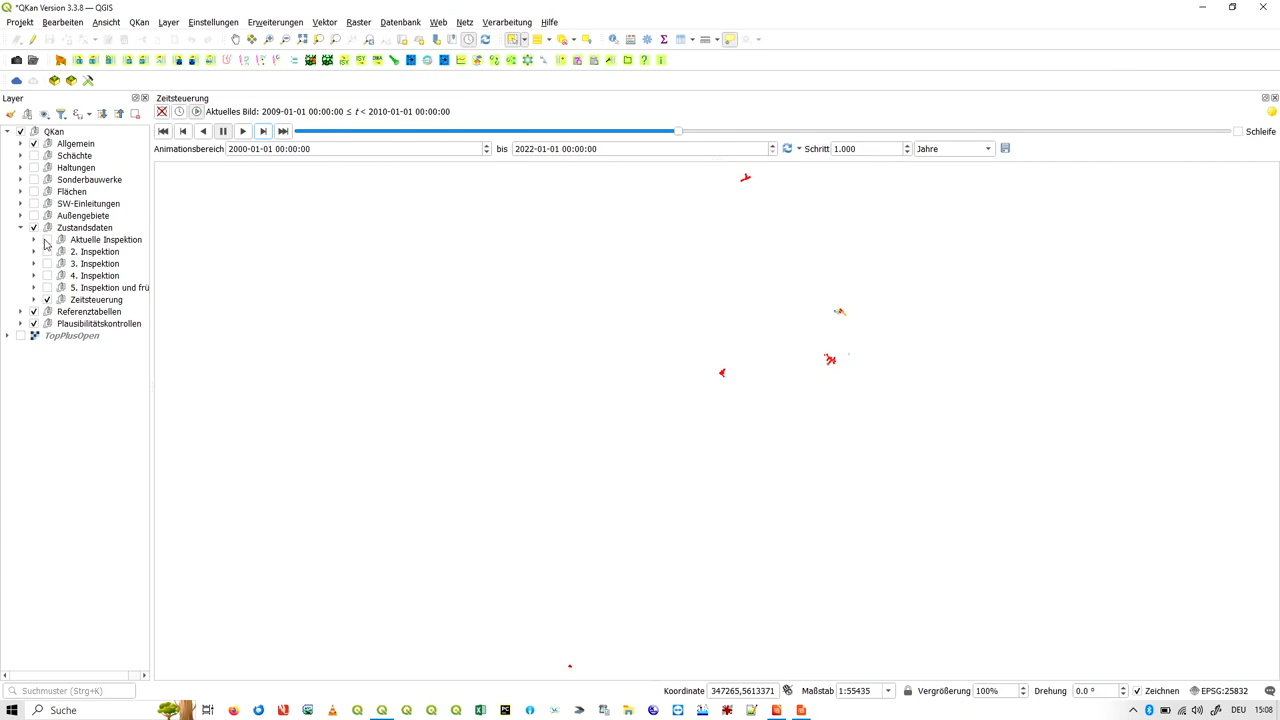 *QKan Version 3.3.8 — QGIS
Projekt Bearbeiten Ansicht QKan Layer Einstellungen Erweiterungen Vektor Raster Datenbank Web Netz Verarbeitung Hilfe
Layer
QKan
Allgemein
Schächte
Haltungen
Sonderbauwerke
Flächen
SW-Einleitungen
Außengebiete
Zustandsdaten
Aktuelle Inspektion
2. Inspektion
3. Inspektion
4. Inspektion
5. Inspektion und frü
Zeitsteuerung
Referenztabellen
Plausibilitätskontrollen
TopPlusOpen
Zeitsteuerung
Aktuelles Bild: 2009-01-01 00:00:00 ≤ t < 2010-01-01 00:00:00
Schleife
Animationsbereich 2000-01-01 00:00:00 bis 2022-01-01 00:00:00 Schritt 1.000 Jahre
Suchmuster (Strg+K) Koordinate 347265,5613371 Maßstab 1:55435 Vergrößerung 100% Drehung 0.0 ° Zeichnen EPSG:25832
Suche DEU 15:08